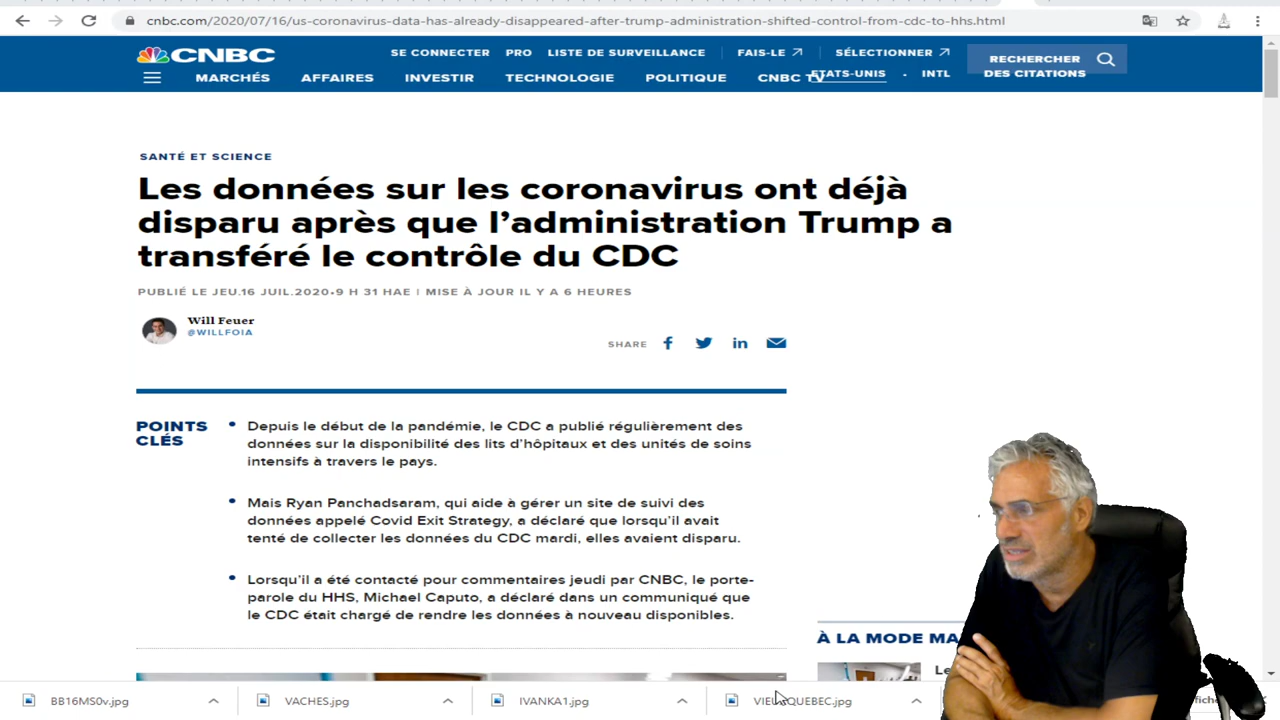 cnbc.com/2020/07/16/us-coronavirus-data-has-already-disappeared-after-trump-administration-shifted-control-from-cdc-to-hhs.html
CNBC
SE CONNECTER PRO LISTE DE SURVEILLANCE FAIS-LE SÉLECTIONNER
RECHERCHER
DES CITATIONS
MARCHÉS AFFAIRES INVESTIR TECHNOLOGIE POLITIQUE CNBC TV
ETATS-UNIS · INTL
SANTÉ ET SCIENCE
Les données sur les coronavirus ont déjà
disparu après que l’administration Trump a
transféré le contrôle du CDC
PUBLIÉ LE JEU.16 JUIL.2020•9 H 31 HAE | MISE À JOUR IL Y A 6 HEURES
Will Feuer
@WILLFOIA
SHARE
POINTS
CLÉS
• Depuis le début de la pandémie, le CDC a publié régulièrement des
données sur la disponibilité des lits d’hôpitaux et des unités de soins
intensifs à travers le pays.
• Mais Ryan Panchadsaram, qui aide à gérer un site de suivi des
données appelé Covid Exit Strategy, a déclaré que lorsqu’il avait
tenté de collecter les données du CDC mardi, elles avaient disparu.
• Lorsqu’il a été contacté pour commentaires jeudi par CNBC, le porte-
parole du HHS, Michael Caputo, a déclaré dans un communiqué que
le CDC était chargé de rendre les données à nouveau disponibles.
À LA MODE MA
Le
BB16MS0v.jpg
VACHES.jpg
IVANKA1.jpg